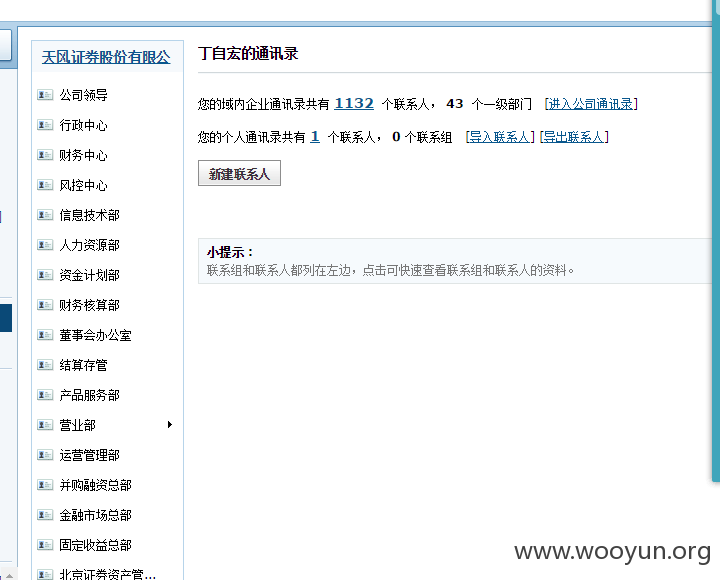 天风证券股份有限公
公司领导
行政中心
财务中心
风控中心
信息技术部
人力资源部
资金计划部
财务核算部
董事会办公室
结算存管
产品服务部
营业部
运营管理部
并购融资总部
金融市场总部
固定收益总部
北京证券资产管...
丁自宏的通讯录
您的域内企业通讯录共有 1132 个联系人， 43 个一级部门 [进入公司通讯录]
您的个人通讯录共有 1 个联系人， 0 个联系组 [导入联系人] [导出联系人]
新建联系人
小提示：
联系组和联系人都列在左边，点击可快速查看联系组和联系人的资料。
www.wooyun.org